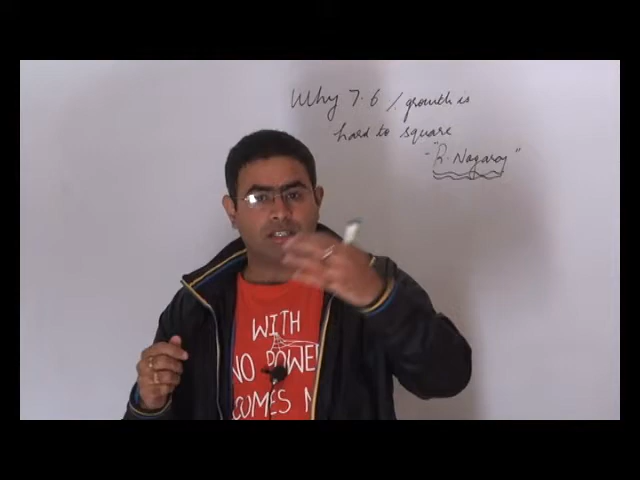 Why 7.6% growth is
hard to square
- "R. Nagaraj"
WITH
NO POWER
COMES N